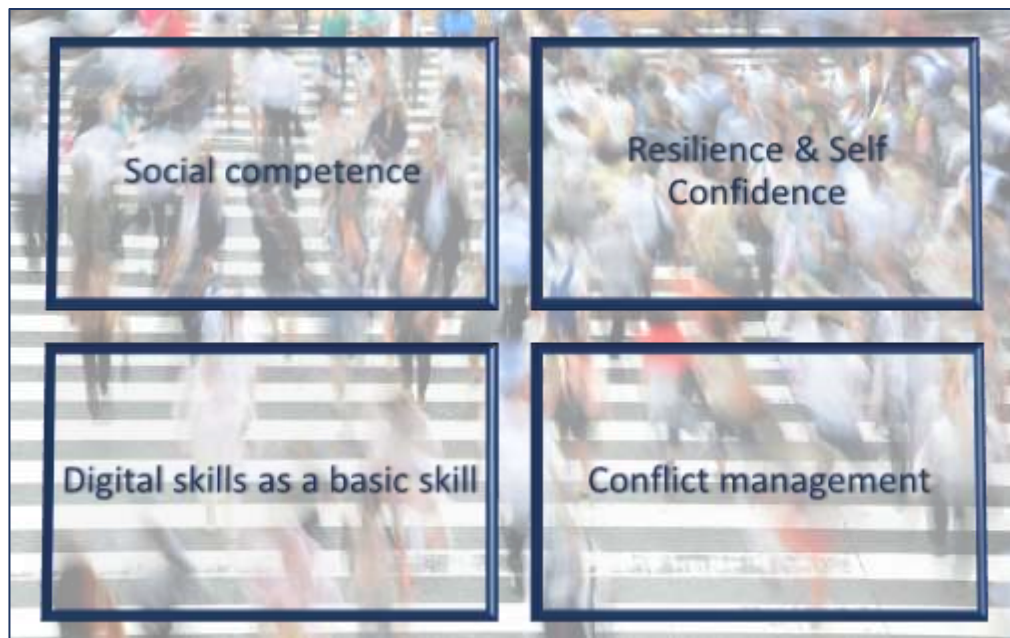 Social competence
Resilience & Self
Confidence
Digital skills as a basic skill
Conflict management